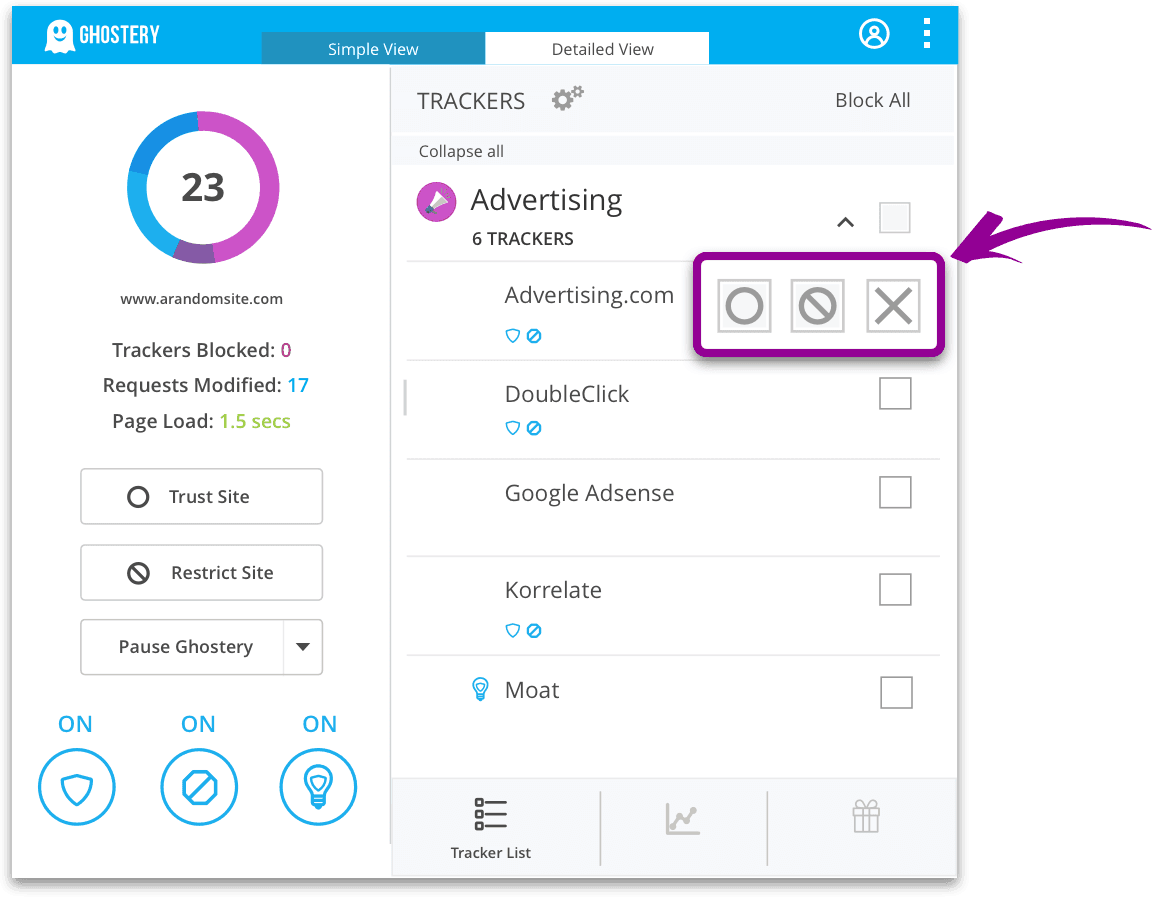 GHOSTERY
Simple View
Detailed View
23
www.arandomsite.com
Trackers Blocked: 0
Requests Modified: 17
Page Load: 1.5 secs
Trust Site
Restrict Site
Pause Ghostery
ON
ON
ON
TRACKERS
Block All
Collapse all
Advertising
6 TRACKERS
Advertising.com
DoubleClick
Google Adsense
Korrelate
Moat
Tracker List